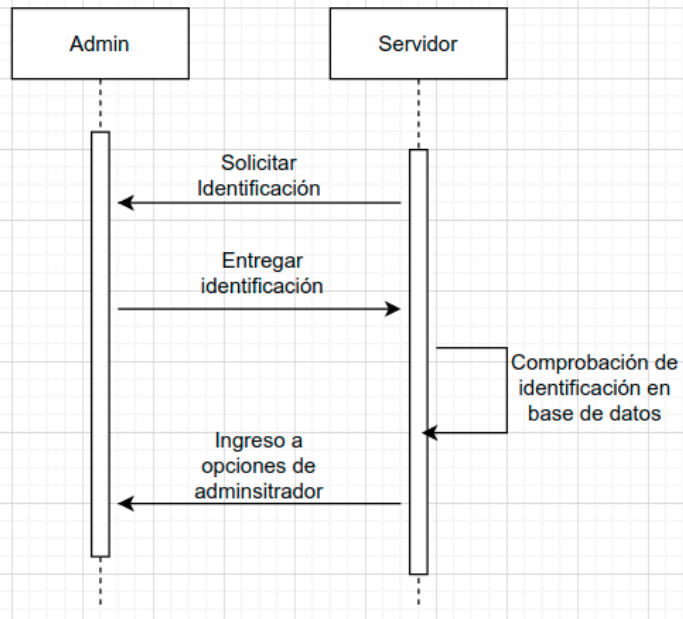 Admin
Servidor
Solicitar
Identificación
Entregar
identificación
Comprobación de
identificación en
base de datos
Ingreso a
opciones de
adminsitrador